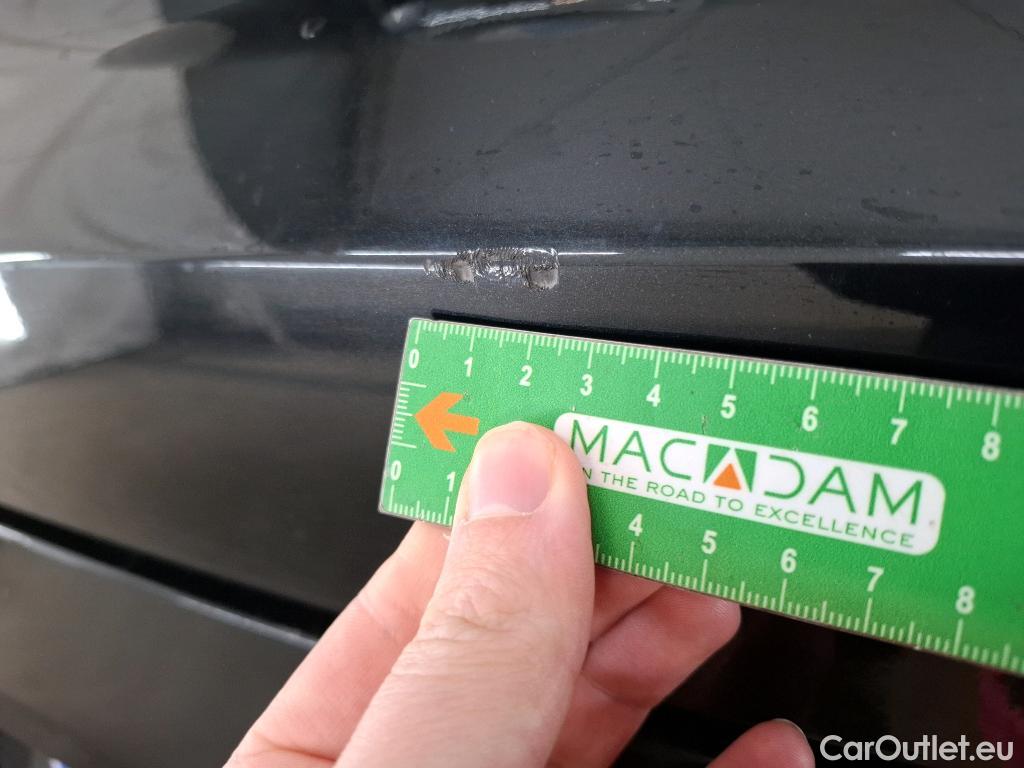 0 1 2 3 4 5 6 7 8
MACADAM
N THE ROAD TO EXCELLENCE
0 1 4 5 6 7 8
CarOutlet.eu